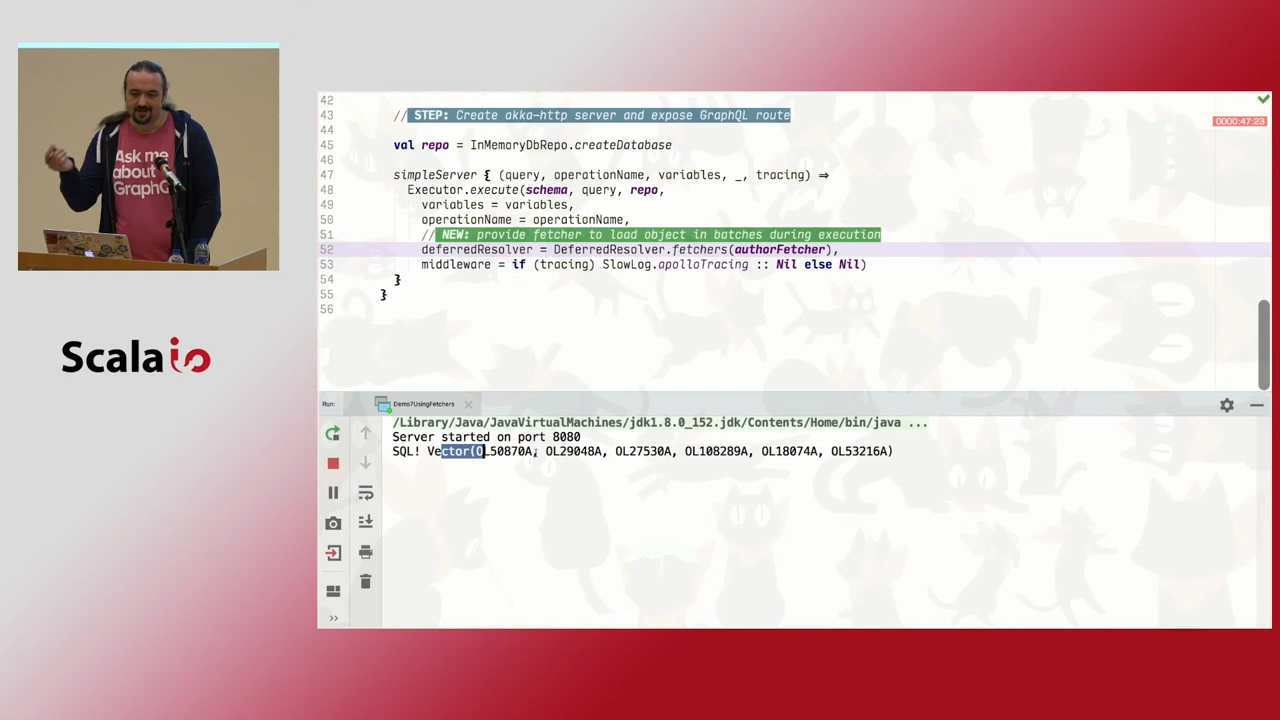 Ask me
about
GraphQ
Scala io
42
43 // STEP: Create akka-http server and expose GraphQL route
44
45 val repo = InMemoryDbRepo.createDatabase
46
47 simpleServer { (query, operationName, variables, _, tracing) ⇒
48 Executor.execute(schema, query, repo,
49 variables = variables,
50 operationName = operationName,
51 // NEW: provide fetcher to load object in batches during execution
52 deferredResolver = DeferredResolver.fetchers(authorFetcher),
53 middleware = if (tracing) SlowLog.apolloTracing :: Nil else Nil)
54 }
55 }
56
0000:47:23
Run: Demo7UsingFetchers
/Library/Java/JavaVirtualMachines/jdk1.8.0_152.jdk/Contents/Home/bin/java ...
Server started on port 8080
SQL! Vector(OL50870A, OL29048A, OL27530A, OL108289A, OL18074A, OL53216A)